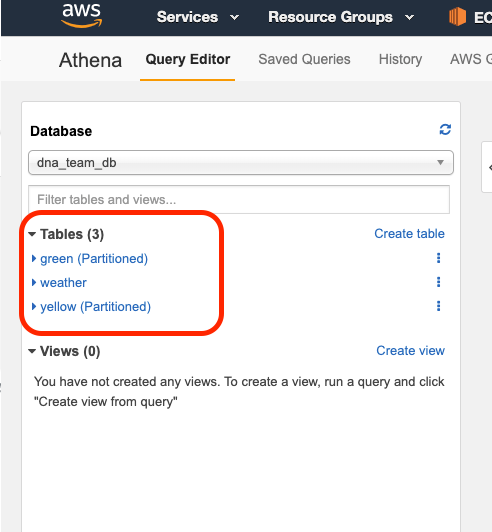 aws Services Resource Groups EC
Athena Query Editor Saved Queries History AWS G
Database
dna_team_db
Filter tables and views...
Tables (3) Create table
green (Partitioned)
weather
yellow (Partitioned)
Views (0) Create view
You have not created any views. To create a view, run a query and click
"Create view from query"